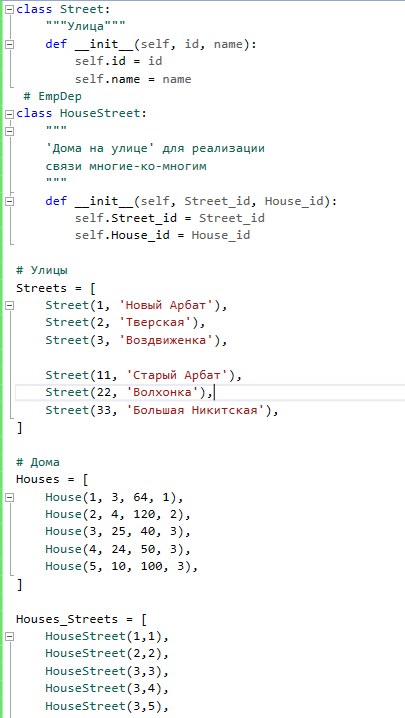 class Street:
    """Улица"""
    def __init__(self, id, name):
        self.id = id
        self.name = name
 # EmpDep
class HouseStreet:
    """
    'Дома на улице' для реализации
    связи многие-ко-многим
    """
    def __init__(self, Street_id, House_id):
        self.Street_id = Street_id
        self.House_id = House_id
# Улицы
Streets = [
    Street(1, 'Новый Арбат'),
    Street(2, 'Тверская'),
    Street(3, 'Воздвиженка'),
    Street(11, 'Старый Арбат'),
    Street(22, 'Волхонка'),
    Street(33, 'Большая Никитская'),
]
# Дома
Houses = [
    House(1, 3, 64, 1),
    House(2, 4, 120, 2),
    House(3, 25, 40, 3),
    House(4, 24, 50, 3),
    House(5, 10, 100, 3),
]
Houses_Streets = [
    HouseStreet(1,1),
    HouseStreet(2,2),
    HouseStreet(3,3),
    HouseStreet(3,4),
    HouseStreet(3,5),